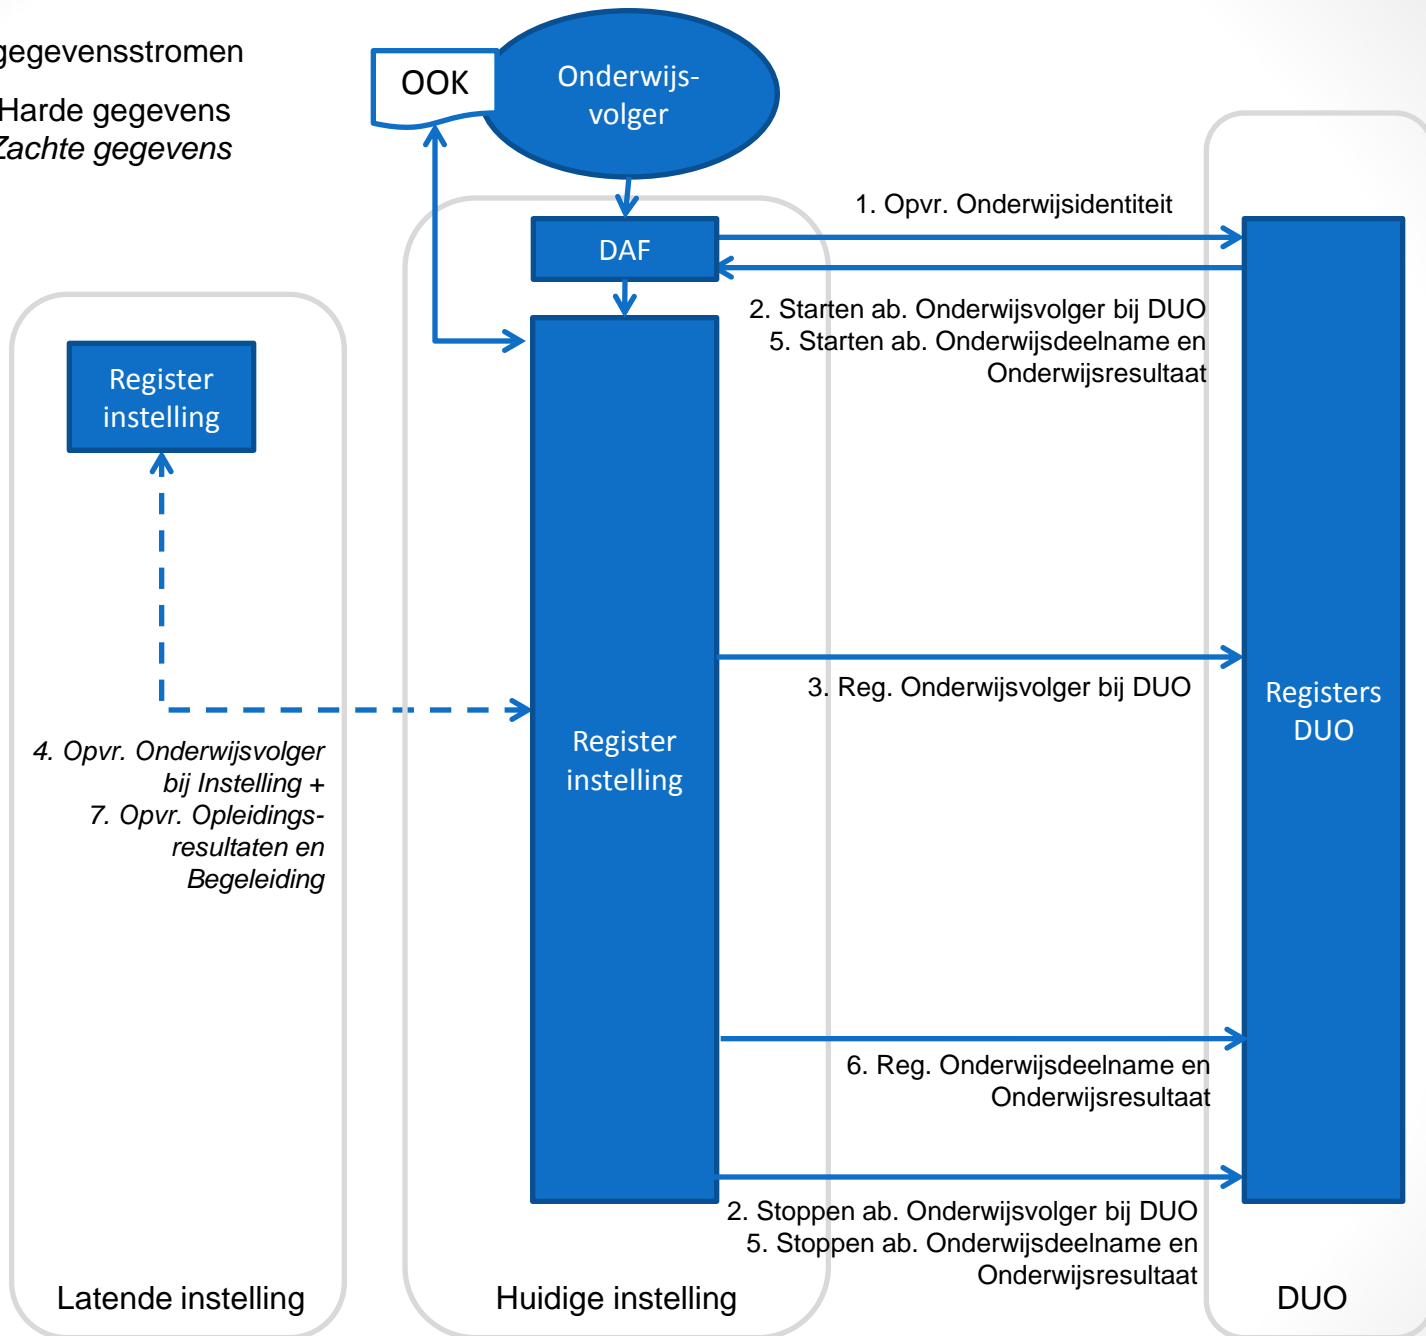 gegevensstromen
Harde gegevens
Zachte gegevens
OOK
Onderwijs-
volger
DAF
1. Opvr. Onderwijsidentiteit
2. Starten ab. Onderwijsvolger bij DUO
5. Starten ab. Onderwijsdeelname en
Onderwijsresultaat
Register
instelling
3. Reg. Onderwijsvolger bij DUO
Registers
DUO
Register
instelling
4. Opvr. Onderwijsvolger
bij Instelling +
7. Opvr. Opleidings-
resultaten en
Begeleiding
6. Reg. Onderwijsdeelname en
Onderwijsresultaat
2. Stoppen ab. Onderwijsvolger bij DUO
5. Stoppen ab. Onderwijsdeelname en
Onderwijsresultaat
Latende instelling
Huidige instelling
DUO